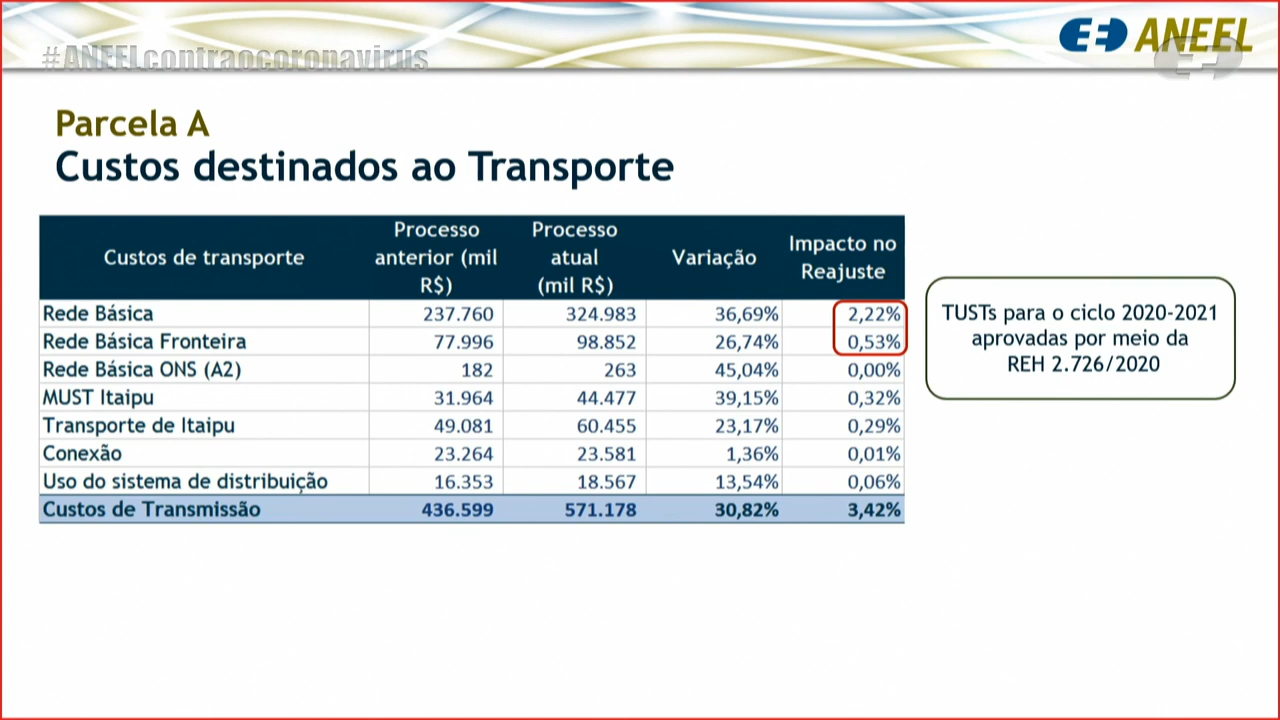 #ANEELcontraocoronavirus
ANEEL
Parcela A
Custos destinados ao Transporte
Custos de transporte
Processo
anterior (mil
R$)
Processo
atual
(mil R$)
Variação
Impacto no
Reajuste
Rede Básica 237.760 324.983 36,69% 2,22%
Rede Básica Fronteira 77.996 98.852 26,74% 0,53%
Rede Básica ONS (A2) 182 263 45,04% 0,00%
MUST Itaipu 31.964 44.477 39,15% 0,32%
Transporte de Itaipu 49.081 60.455 23,17% 0,29%
Conexão 23.264 23.581 1,36% 0,01%
Uso do sistema de distribuição 16.353 18.567 13,54% 0,06%
Custos de Transmissão 436.599 571.178 30,82% 3,42%
TUSTs para o ciclo 2020-2021
aprovadas por meio da
REH 2.726/2020